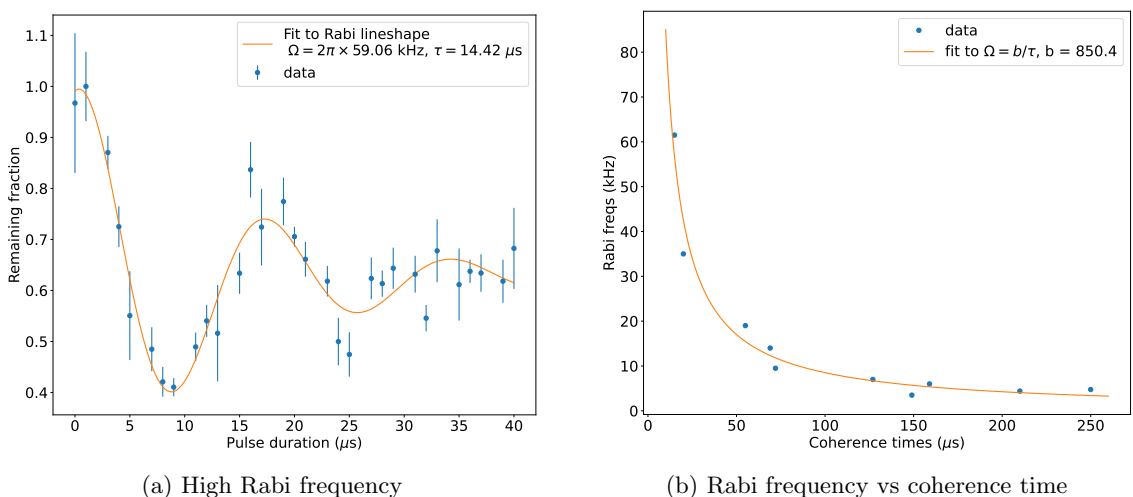 Remaining fraction
1.1
1.0
0.9
0.8
0.7
0.6
0.5
0.4
Fit to Rabi lineshape
Ω = 2π × 59.06 kHz, τ = 14.42 μs
data
0 5 10 15 20 25 30 35 40
Pulse duration (μs)
(a) High Rabi frequency
Rabi freqs (kHz)
80
70
60
50
40
30
20
10
0
data
fit to Ω = b/τ, b = 850.4
0 50 100 150 200 250
Coherence times (μs)
(b) Rabi frequency vs coherence time